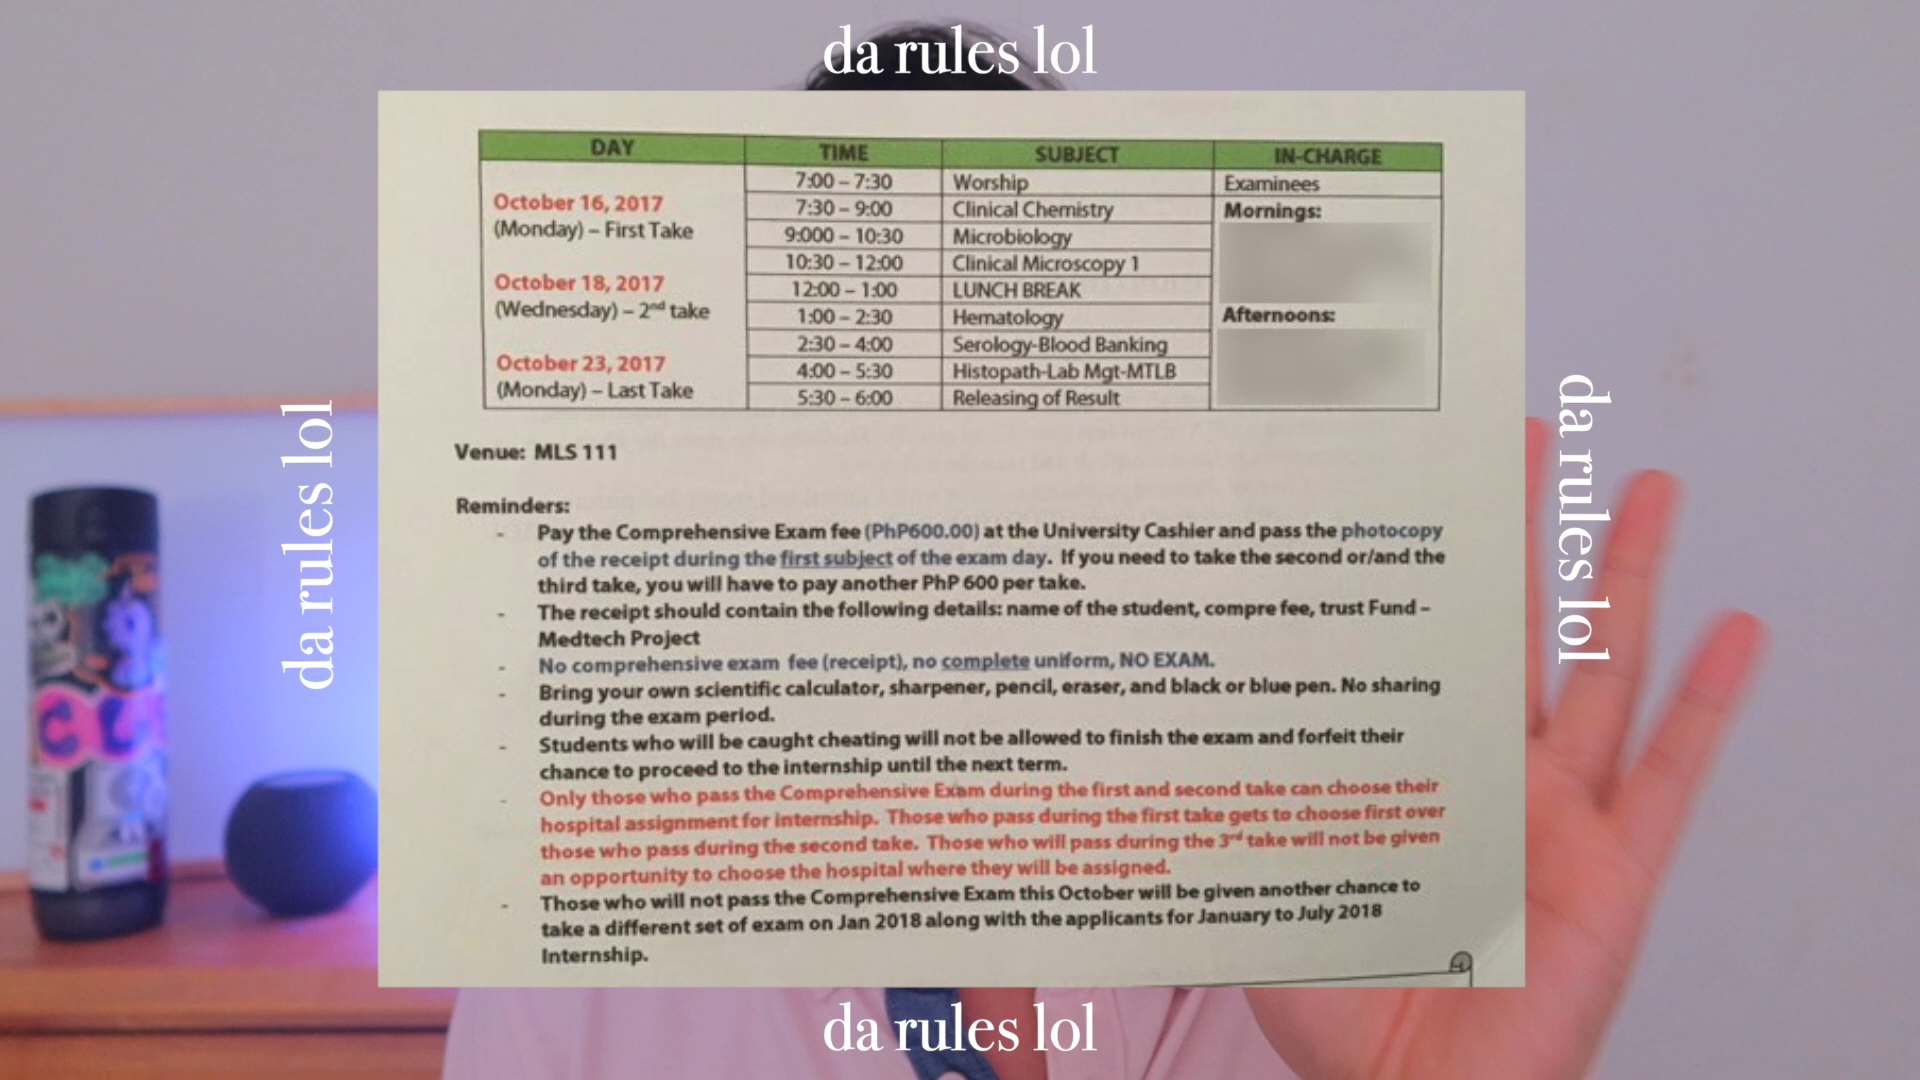 da rules lol
DAY TIME SUBJECT IN-CHARGE
October 16, 2017
(Monday) – First Take
October 18, 2017
(Wednesday) – 2nd take
October 23, 2017
(Monday) – Last Take
7:00 – 7:30 Worship Examinees
7:30 – 9:00 Clinical Chemistry Mornings:
9:000 – 10:30 Microbiology
10:30 – 12:00 Clinical Microscopy 1
12:00 – 1:00 LUNCH BREAK
1:00 – 2:30 Hematology Afternoons:
2:30 – 4:00 Serology-Blood Banking
4:00 – 5:30 Histopath-Lab Mgt-MTLB
5:30 – 6:00 Releasing of Result
da rules lol
da rules lol
Venue: MLS 111
Reminders:
- Pay the Comprehensive Exam fee (PhP600.00) at the University Cashier and pass the photocopy
of the receipt during the first subject of the exam day. If you need to take the second or/and the
third take, you will have to pay another PhP 600 per take.
- The receipt should contain the following details: name of the student, compre fee, trust Fund –
Medtech Project
- No comprehensive exam fee (receipt), no complete uniform, NO EXAM.
- Bring your own scientific calculator, sharpener, pencil, eraser, and black or blue pen. No sharing
during the exam period.
- Students who will be caught cheating will not be allowed to finish the exam and forfeit their
chance to proceed to the internship until the next term.
- Only those who pass the Comprehensive Exam during the first and second take can choose their
hospital assignment for internship. Those who pass during the first take gets to choose first over
those who pass during the second take. Those who will pass during the 3rd take will not be given
an opportunity to choose the hospital where they will be assigned.
- Those who will not pass the Comprehensive Exam this October will be given another chance to
take a different set of exam on Jan 2018 along with the applicants for January to July 2018
Internship.
da rules lol